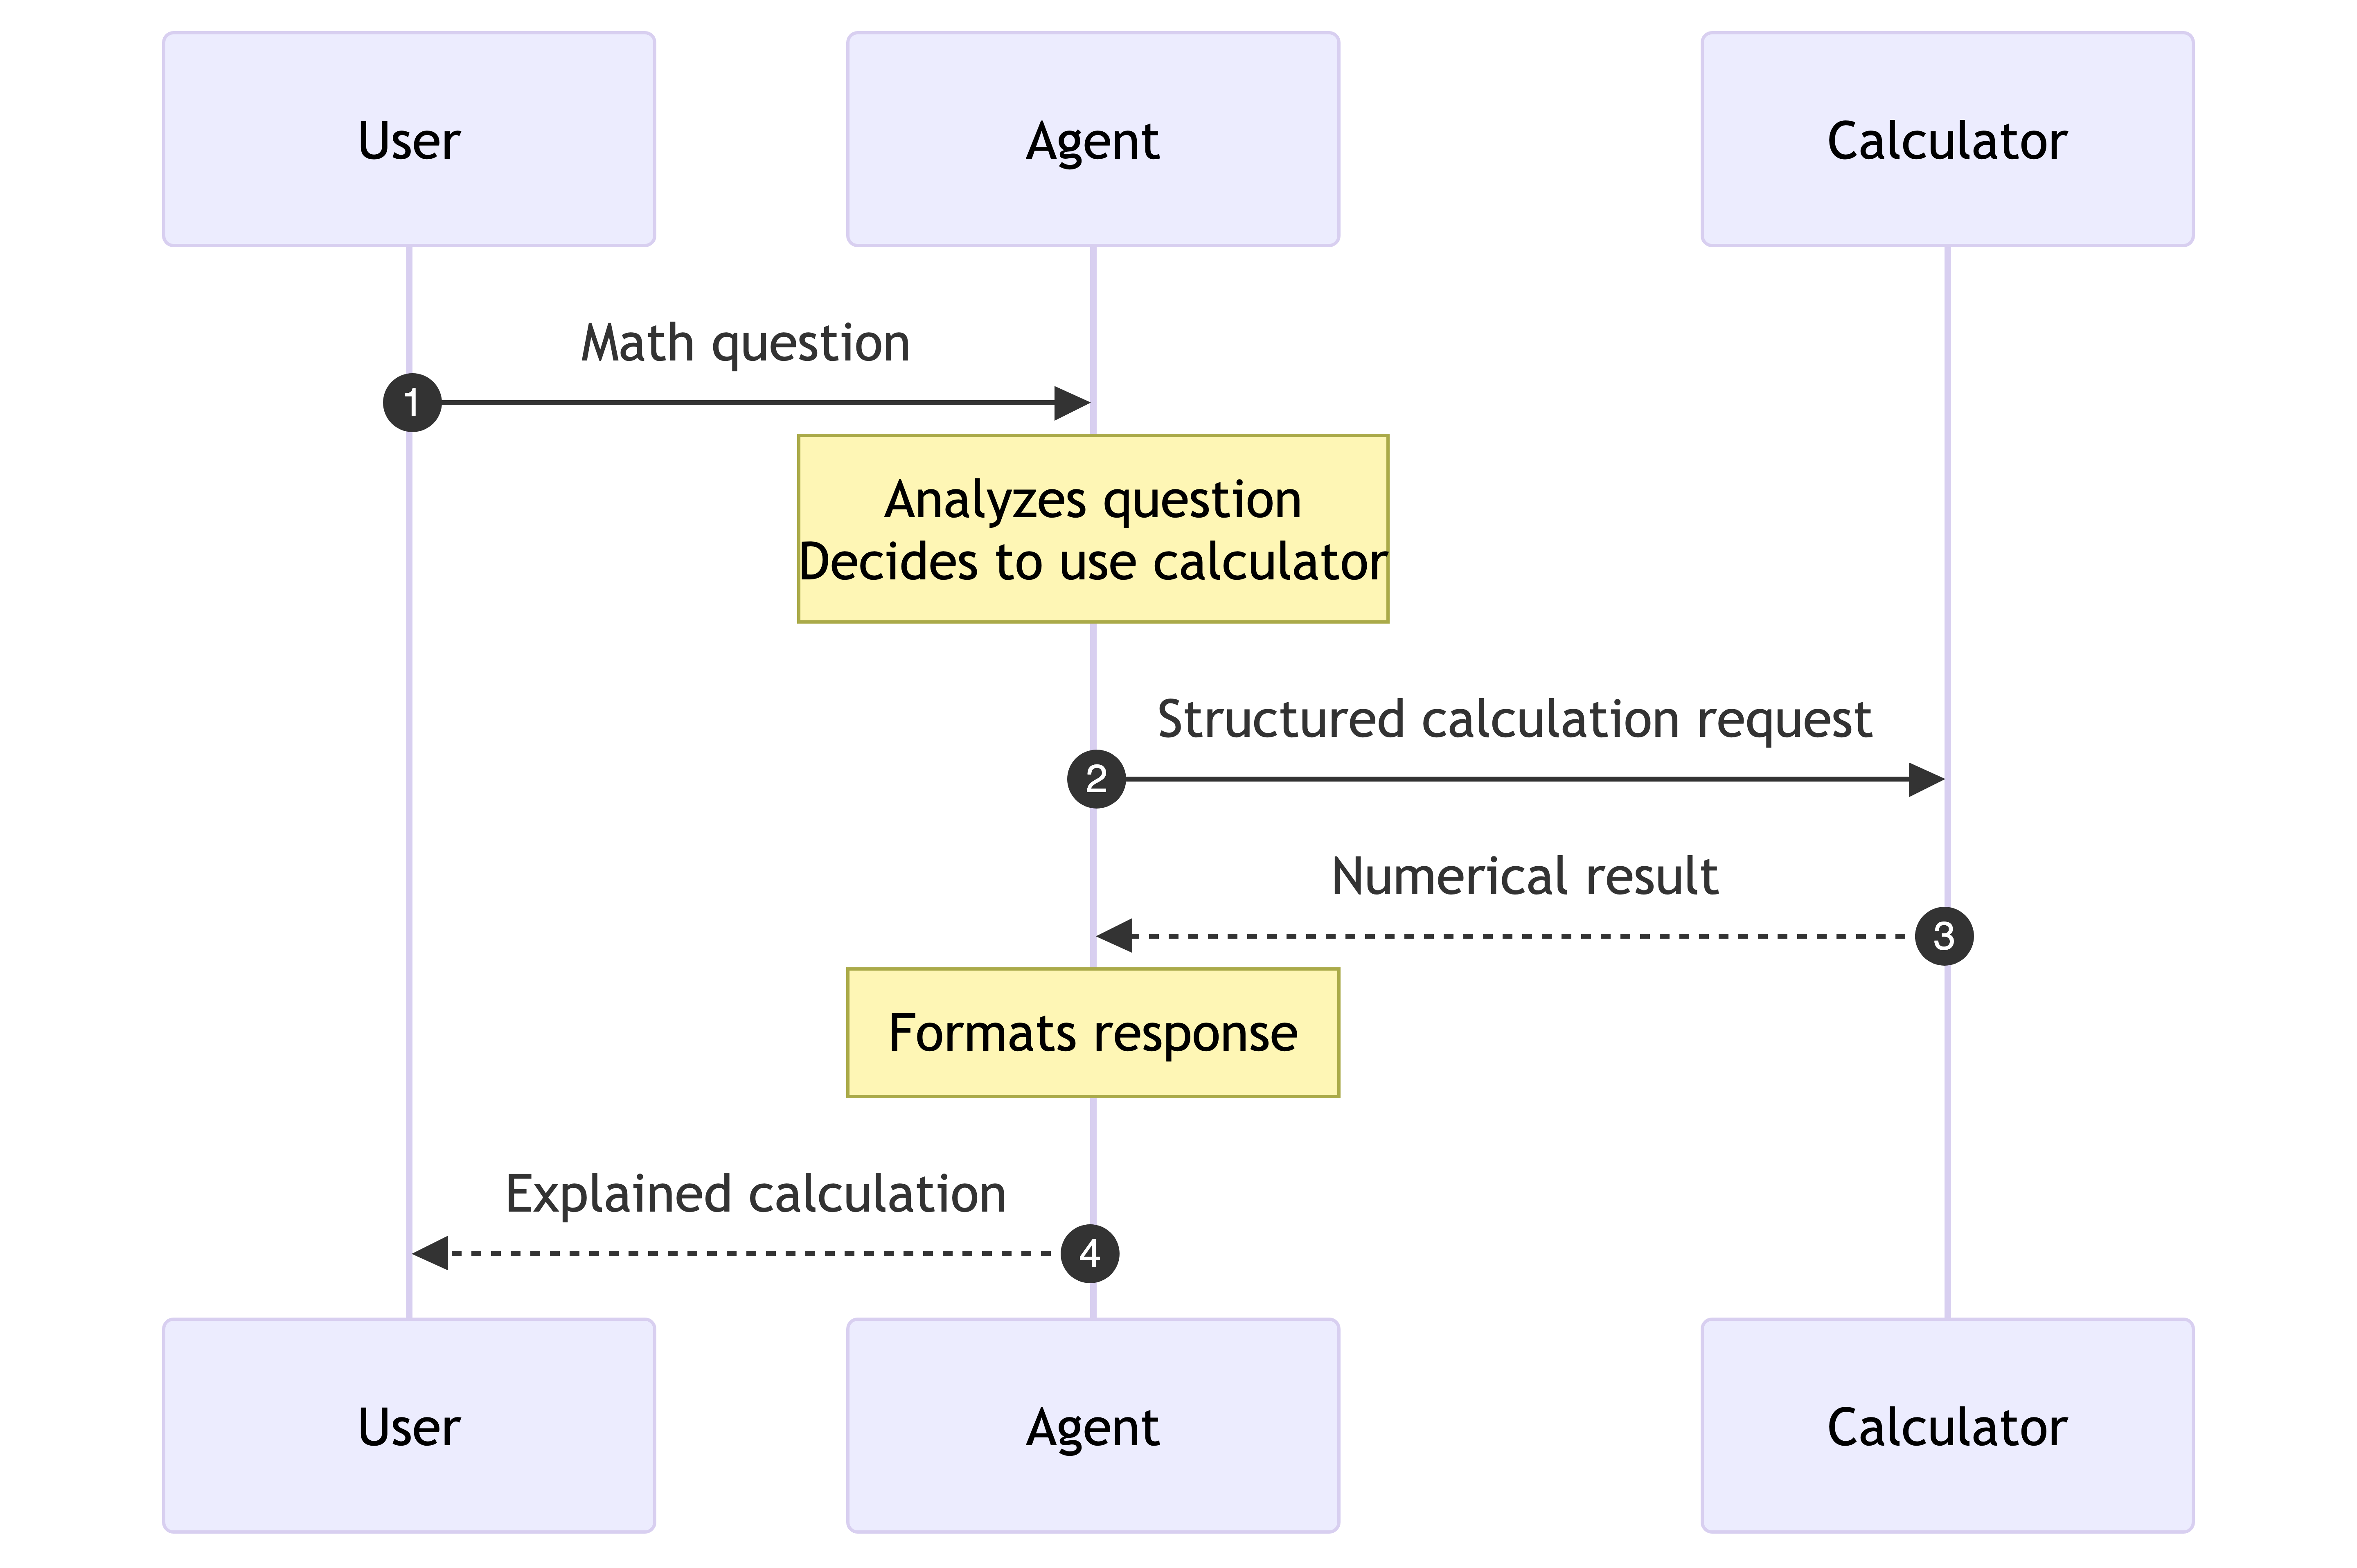 User
Agent
Calculator
Math question
1
Analyzes question
Decides to use calculator
Structured calculation request
2
Numerical result
3
Formats response
Explained calculation
4
User
Agent
Calculator